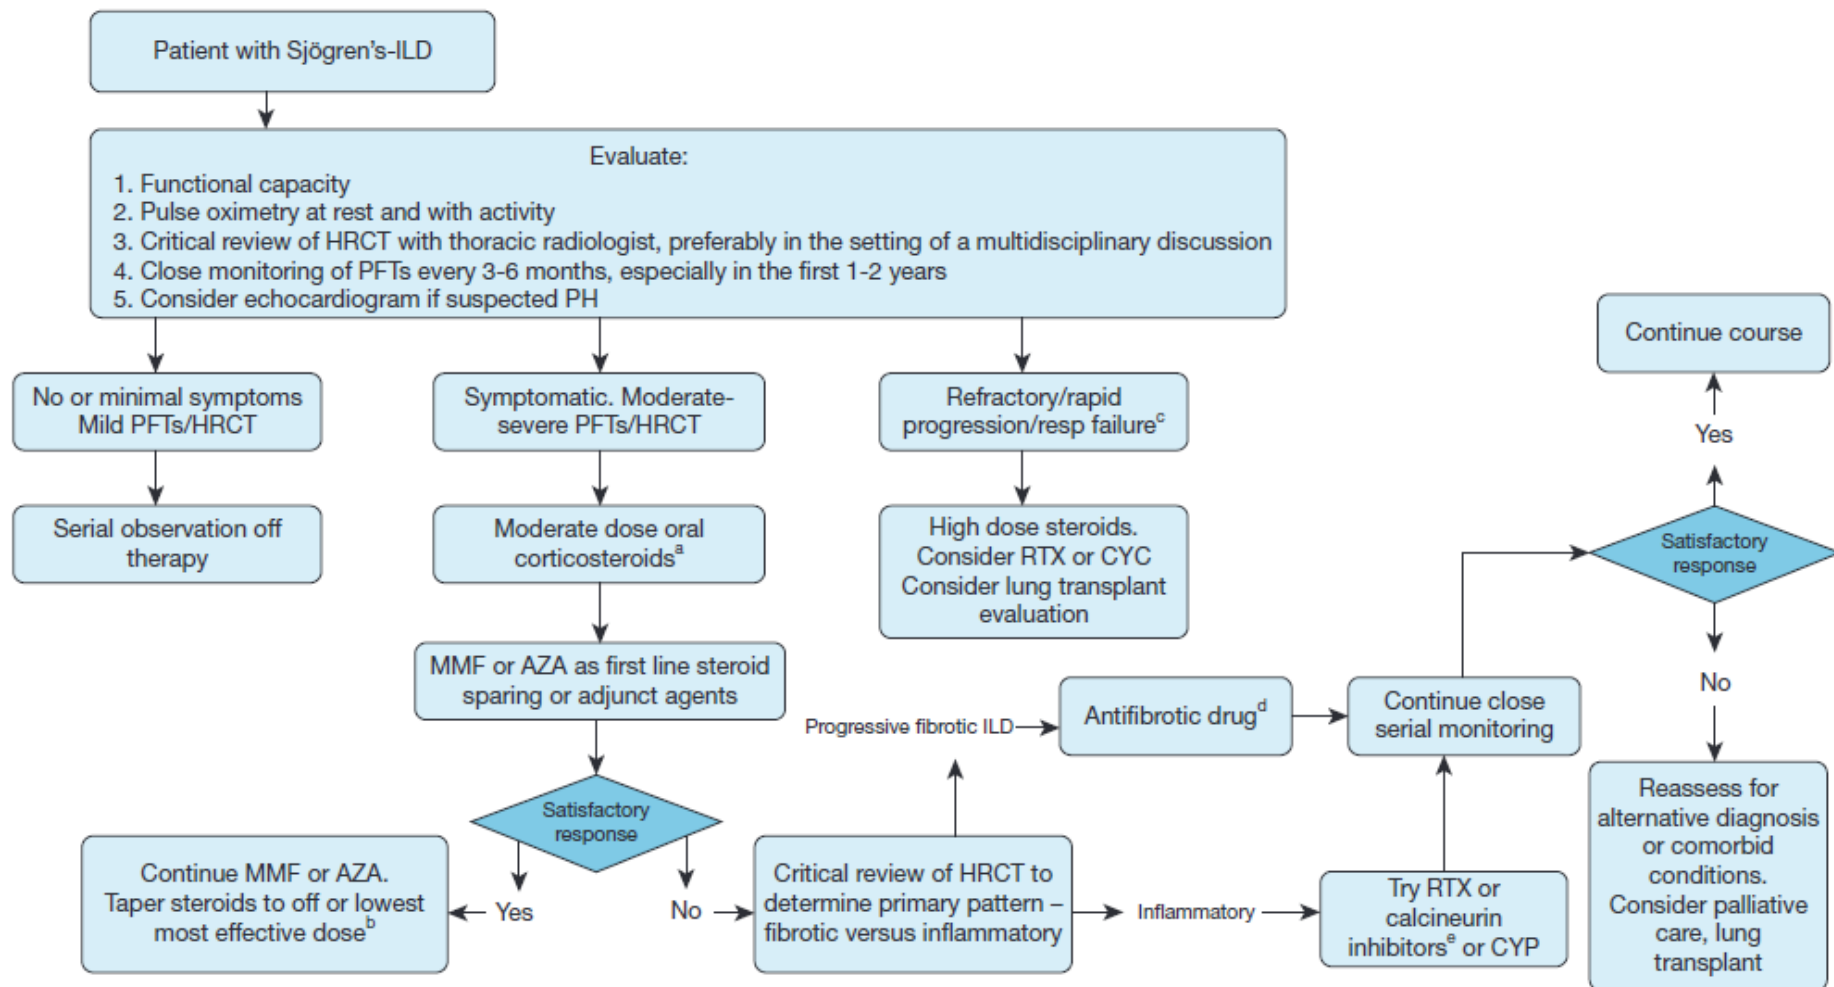 Patient with Sjögren's-ILD
Evaluate:
1. Functional capacity
2. Pulse oximetry at rest and with activity
3. Critical review of HRCT with thoracic radiologist, preferably in the setting of a multidisciplinary discussion
4. Close monitoring of PFTs every 3-6 months, especially in the first 1-2 years
5. Consider echocardiogram if suspected PH
No or minimal symptoms
Mild PFTs/HRCT
Serial observation off
therapy
Symptomatic. Moderate-
severe PFTs/HRCT
Moderate dose oral
corticosteroidsᵃ
MMF or AZA as first line steroid
sparing or adjunct agents
Satisfactory
response
Yes
Continue MMF or AZA.
Taper steroids to off or lowest
most effective doseᵇ
No
Critical review of HRCT to
determine primary pattern –
fibrotic versus inflammatory
Progressive fibrotic ILD
Antifibrotic drugᵈ
Inflammatory
Try RTX or
calcineurin
inhibitorsᵉ or CYP
Continue close
serial monitoring
Refractory/rapid
progression/resp failureᶜ
High dose steroids.
Consider RTX or CYC
Consider lung transplant
evaluation
Satisfactory
response
Yes
Continue course
No
Reassess for
alternative diagnosis
or comorbid
conditions.
Consider palliative
care, lung
transplant